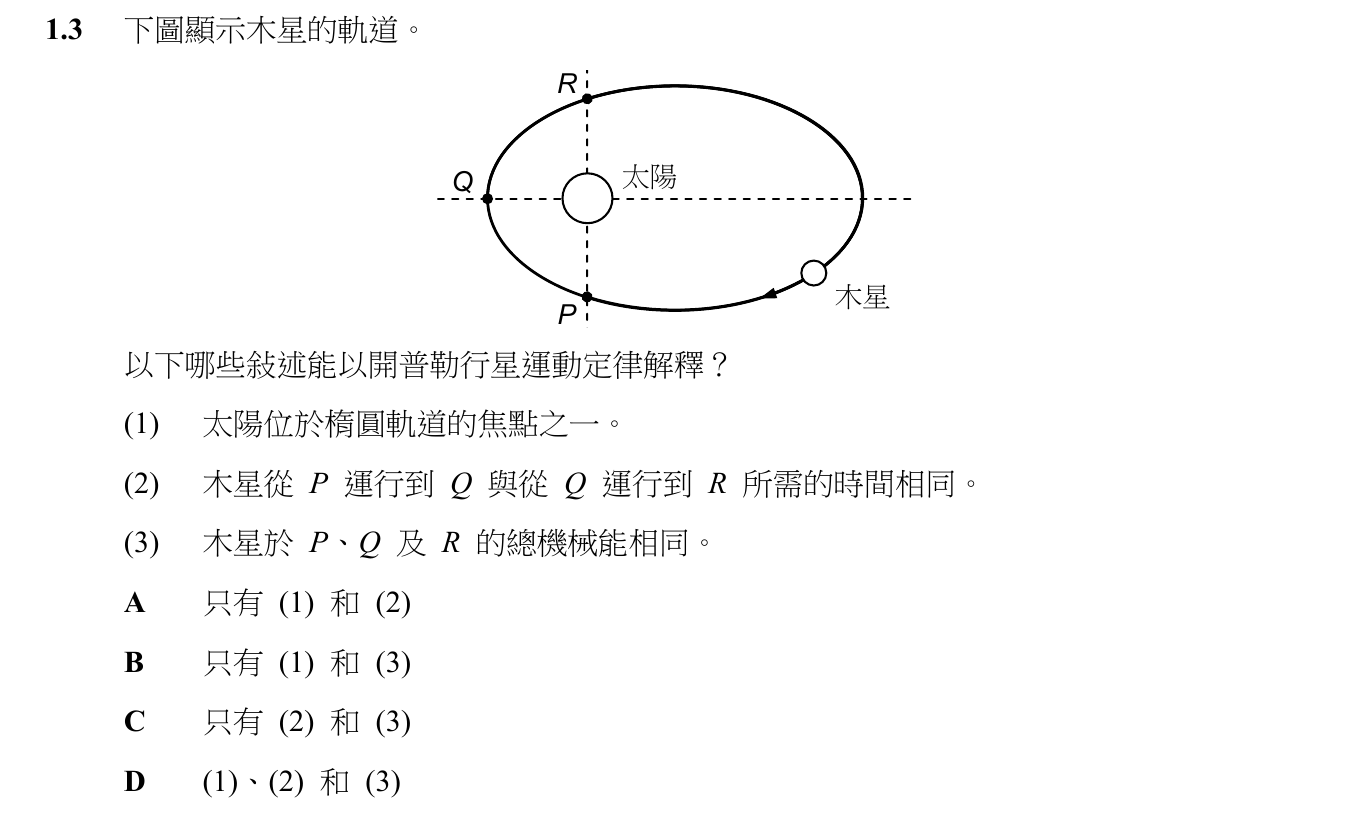 1.3 下圖顯示木星的軌道。
R
Q
太陽
木星
P
以下哪些敍述能以開普勒行星運動定律解釋？
(1) 太陽位於橢圓軌道的焦點之一。
(2) 木星從 P 運行到 Q 與從 Q 運行到 R 所需的時間相同。
(3) 木星於 P、Q 及 R 的總機械能相同。
A 只有 (1) 和 (2)
B 只有 (1) 和 (3)
C 只有 (2) 和 (3)
D (1)、(2) 和 (3)